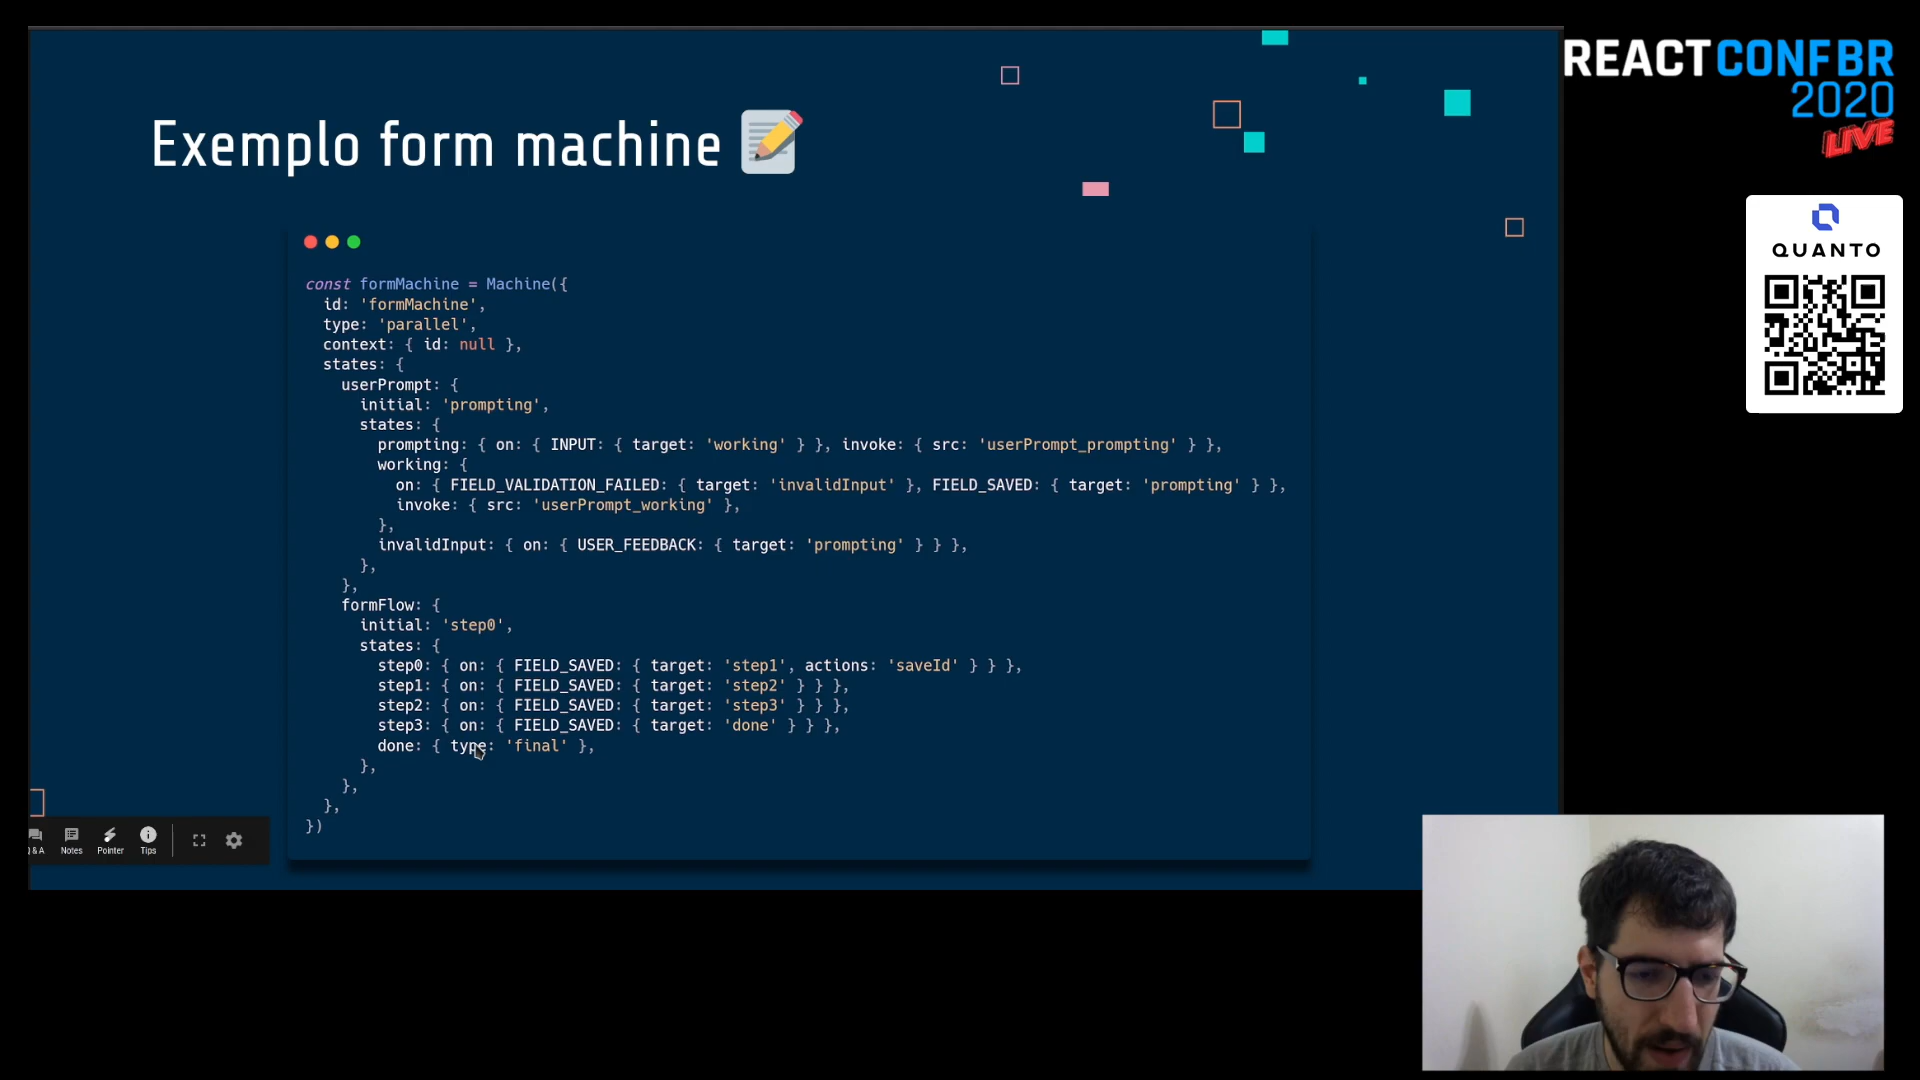 REACTCONFBR
2020
LIVE
QUANTO
Exemplo form machine
const formMachine = Machine({
id: 'formMachine',
type: 'parallel',
context: { id: null },
states: {
userPrompt: {
initial: 'prompting',
states: {
prompting: { on: { INPUT: { target: 'working' } }, invoke: { src: 'userPrompt_prompting' } },
working: {
on: { FIELD_VALIDATION_FAILED: { target: 'invalidInput' }, FIELD_SAVED: { target: 'prompting' } },
invoke: { src: 'userPrompt_working' },
},
invalidInput: { on: { USER_FEEDBACK: { target: 'prompting' } } },
},
},
formFlow: {
initial: 'step0',
states: {
step0: { on: { FIELD_SAVED: { target: 'step1', actions: 'saveId' } } },
step1: { on: { FIELD_SAVED: { target: 'step2' } } },
step2: { on: { FIELD_SAVED: { target: 'step3' } } },
step3: { on: { FIELD_SAVED: { target: 'done' } } },
done: { type: 'final' },
},
},
},
})
& A Notes Pointer Tips